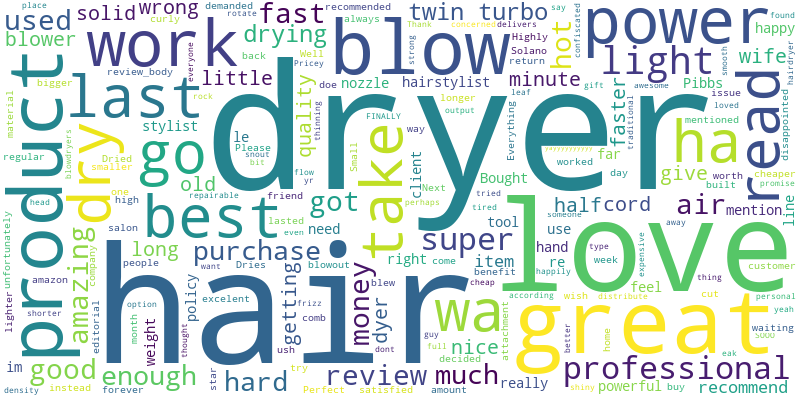 used solid wrong fast twin turbo power
recommended always demanded rotate place curly
blower work blow light hot
drying little nozzle hairstylist minute wife
review_body back Pricey Well everyone
Thank concerned delivers Highly Solano return strong
say confiscated found hairdryer smooth happy
product last dryer read
bigger material regular Dried smaller blowdryers
stylist le Please snout bit old repairable
doe issue longer output way FINALLY thinning rock
quality Small faster Pibbs mentioned disappointed
Everything leaf gift awesome loved traditional
dry go take ha
worked far give worth cheaper promise
client Next perhaps tried tired Bought day built
one high salon head friend flow yr
best got super air mention line
lasted even need tool halfcord
amazing long purchase right come item hand use re
unfortunately company people Dries blowout
someone type week away expensive thing feel customer
hair love
lighter amazon shorter option month want
policy getting money dyer benefit happily
excelent frizz comb blew cheap
according wish distribute cut personal yeah
editorial weight thought ush dont guy
wa great
im good enough hard review much nice professional
star try full decided attachment home better
waiting sooo eak
density instead forever Perfect satisfied amount really
shiny powerful buy recommend